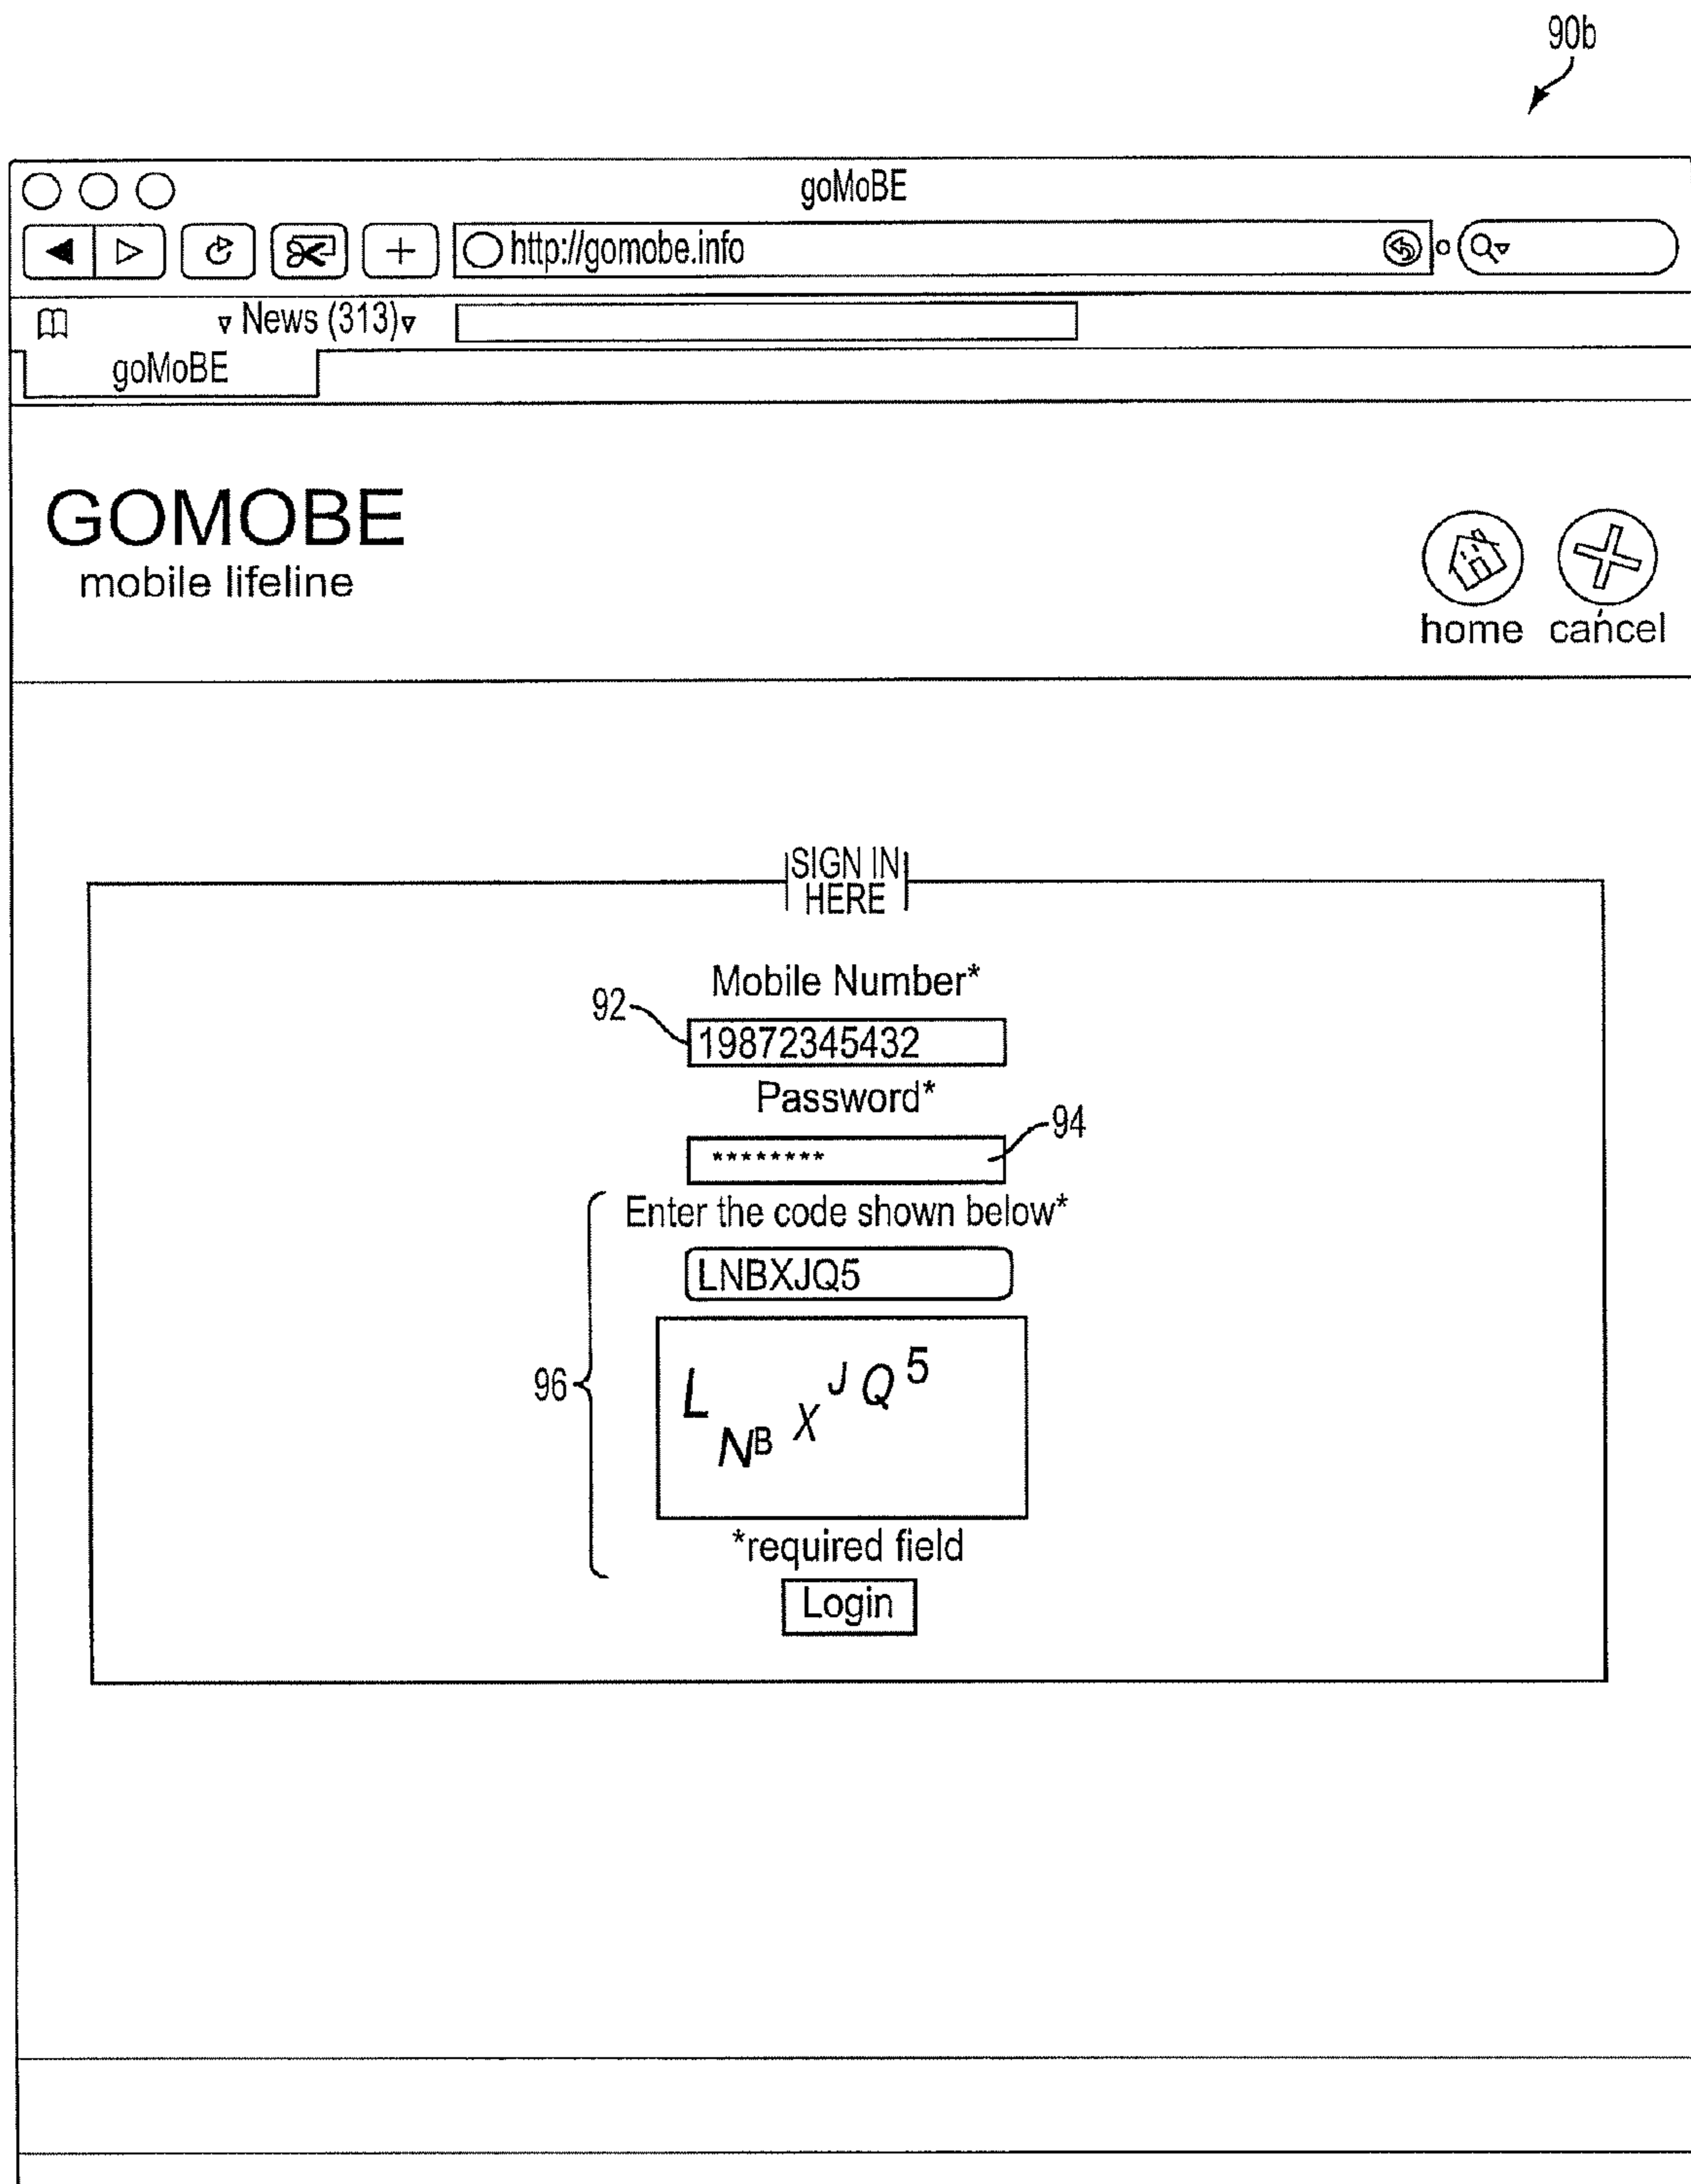 90b
goMoBE
http://gomobe.info
News (313)
goMoBE
GOMOBE
mobile lifeline
home cancel
SIGN IN
HERE
Mobile Number*
92
19872345432
Password*
94
********
Enter the code shown below*
LNBXJQ5
96
L N B X J Q 5
*required field
Login